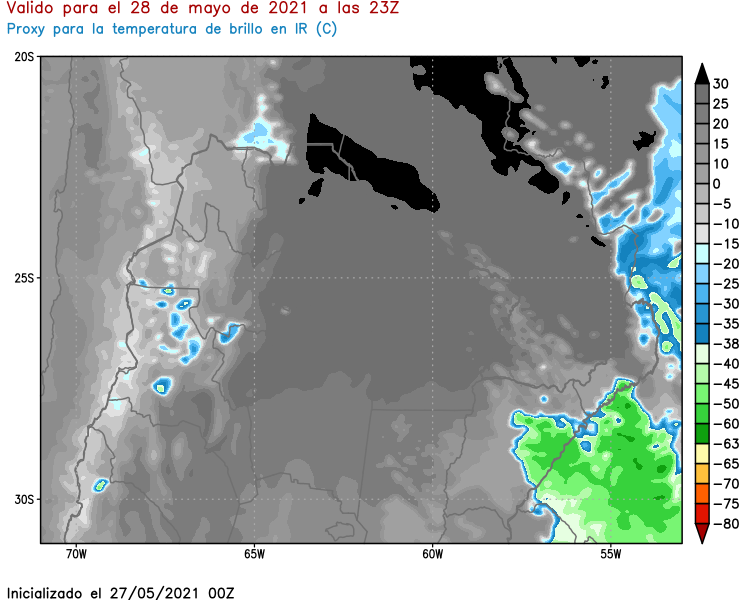 Valido para el 28 de mayo de 2021 a las 23Z
Proxy para la temperatura de brillo en IR (C)
20S
25S
30S
70W
65W
60W
55W
30
25
20
15
10
0
−5
−10
−15
−20
−25
−30
−35
−38
−40
−45
−50
−60
−63
−65
−70
−75
−80
Inicializado el 27/05/2021 00Z